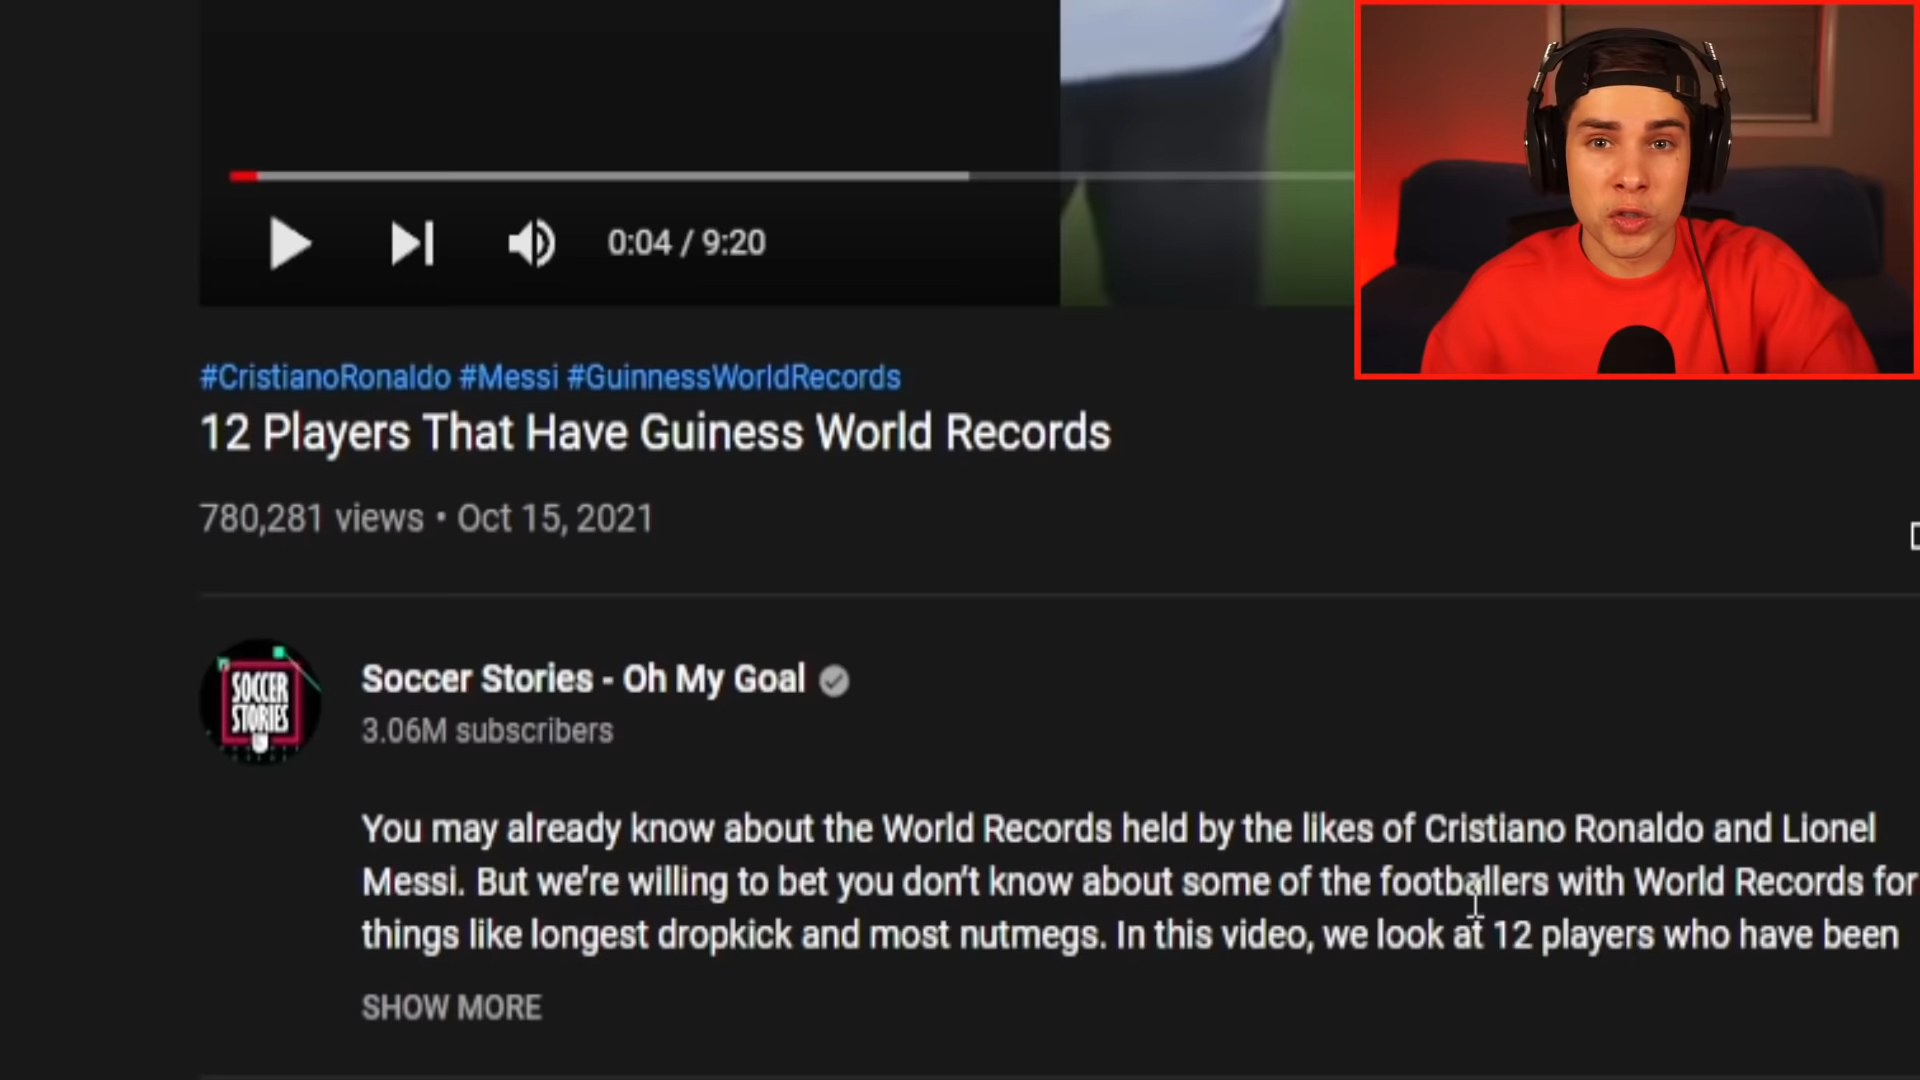 0:04 / 9:20
#CristianoRonaldo #Messi #GuinnessWorldRecords
12 Players That Have Guiness World Records
780,281 views • Oct 15, 2021
SOCCER
STORIES
Soccer Stories - Oh My Goal
3.06M subscribers
You may already know about the World Records held by the likes of Cristiano Ronaldo and Lionel
Messi. But we’re willing to bet you don’t know about some of the footballers with World Records for
things like longest dropkick and most nutmegs. In this video, we look at 12 players who have been
SHOW MORE